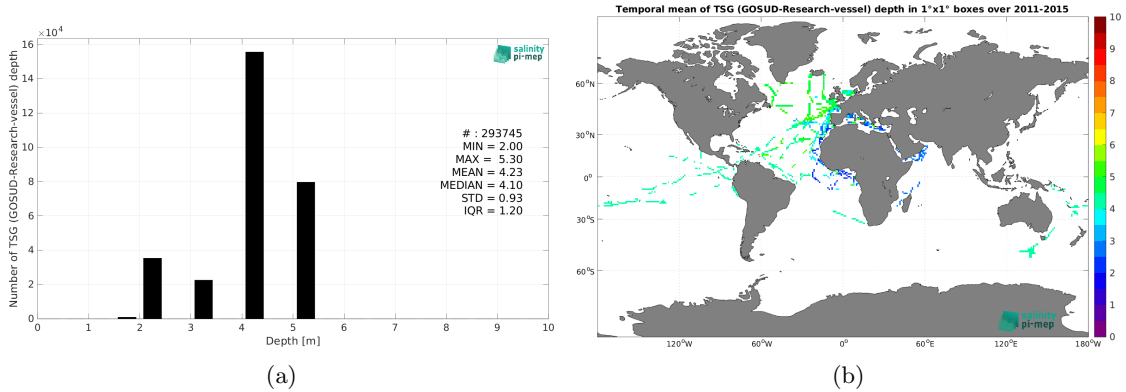 ×10⁴
16
14
12
10
8
6
4
2
0
Number of TSG (GOSUD-Research-vessel) depth
0 1 2 3 4 5 6 7 8 9 10
Depth [m]
salinity
pi-mep
# : 293745
MIN = 2.00
MAX = 5.30
MEAN = 4.23
MEDIAN = 4.10
STD = 0.93
IQR = 1.20
(a)
Temporal mean of TSG (GOSUD-Research-vessel) depth in 1°x1° boxes over 2011-2015
60°N
30°N
0°
30°S
60°S
120°W 60°W 0° 60°E 120°E 180°W
salinity
pi-mep
10
9
8
7
6
5
4
3
2
1
0
(b)